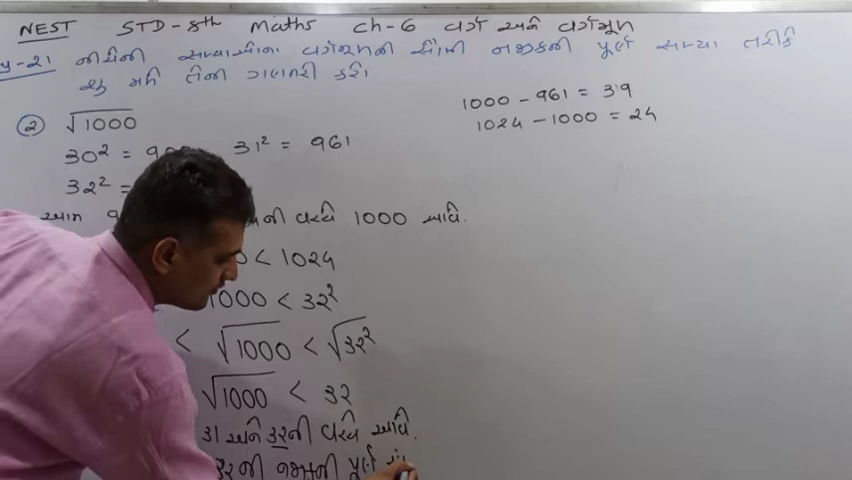 NEST STD-8th Maths ch-6 વર્ગ અને વર્ગમૂળ
નીચેની સંખ્યાઓના વર્ગમૂળની સૌથી નજીકની પૂર્ણ સંખ્યા તરીકે
શું મળે તેની ગણતરી કરો
1000 - 961 = 39
1024 - 1000 = 24
② √1000
30² = 31² = 961
32² =
આમ ની વચ્ચે 1000 આવે.
< 1024
1000 < 32²
< √1000 < √32²
√1000 < 32
31 અને 32ની વચ્ચે આવે.
32ની નજીકની પૂર્ણ